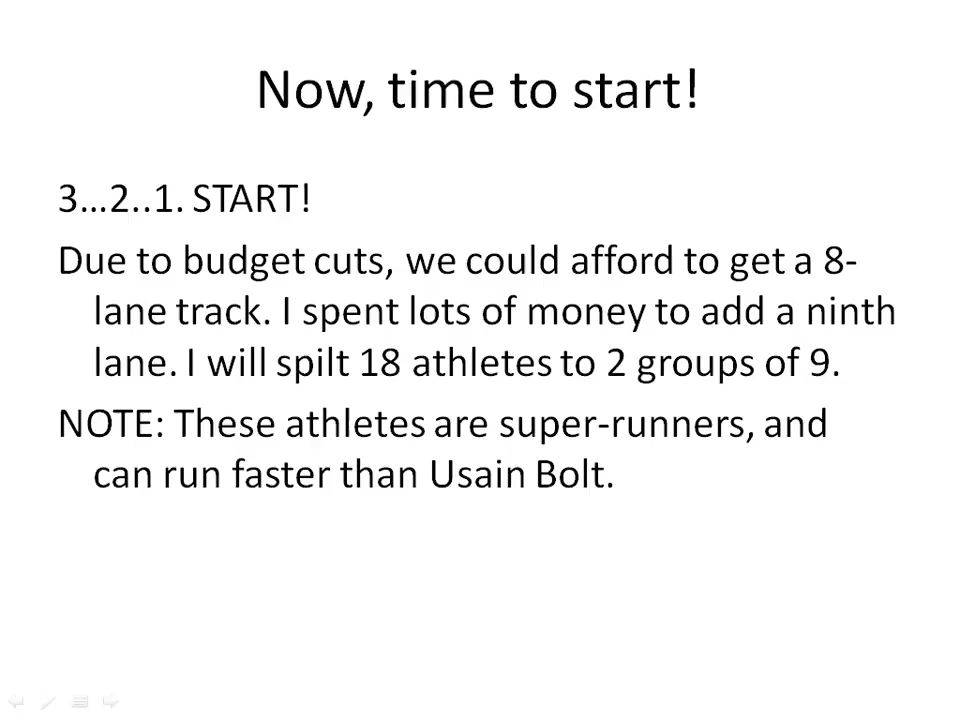 Now, time to start!
3...2..1. START!
Due to budget cuts, we could afford to get a 8-
lane track. I spent lots of money to add a ninth
lane. I will spilt 18 athletes to 2 groups of 9.
NOTE: These athletes are super-runners, and
can run faster than Usain Bolt.